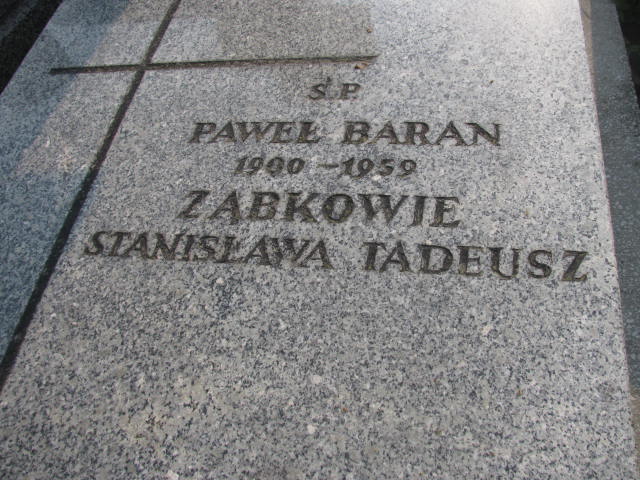 Ś.P.
PAWEŁ BARAN
1900-1959
ZĄBKOWIE
STANISŁAWA TADEUSZ